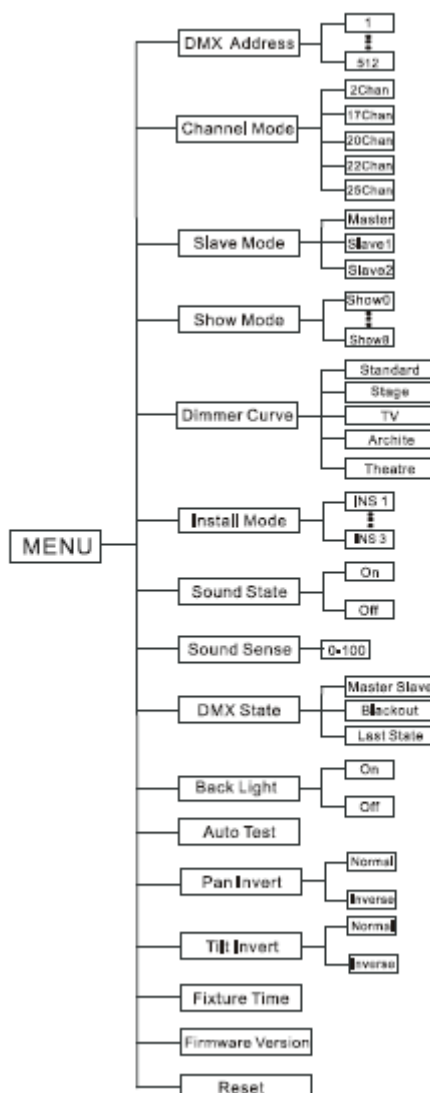 MENU
DMX Address
1
512
Channel Mode
2Chan
17Chan
20Chan
22Chan
25Chan
Slave Mode
Master
Slave1
Slave2
Show Mode
Show0
Show8
Dimmer Curve
Standard
Stage
TV
Archite
Theatre
Install Mode
INS 1
INS 3
Sound State
On
Off
Sound Sense
0-100
DMX State
Master Slave
Blackout
Last State
Back Light
On
Off
Auto Test
Pan Invert
Normal
Inverse
Tilt Invert
Normal
Inverse
Fixture Time
Firmware Version
Reset